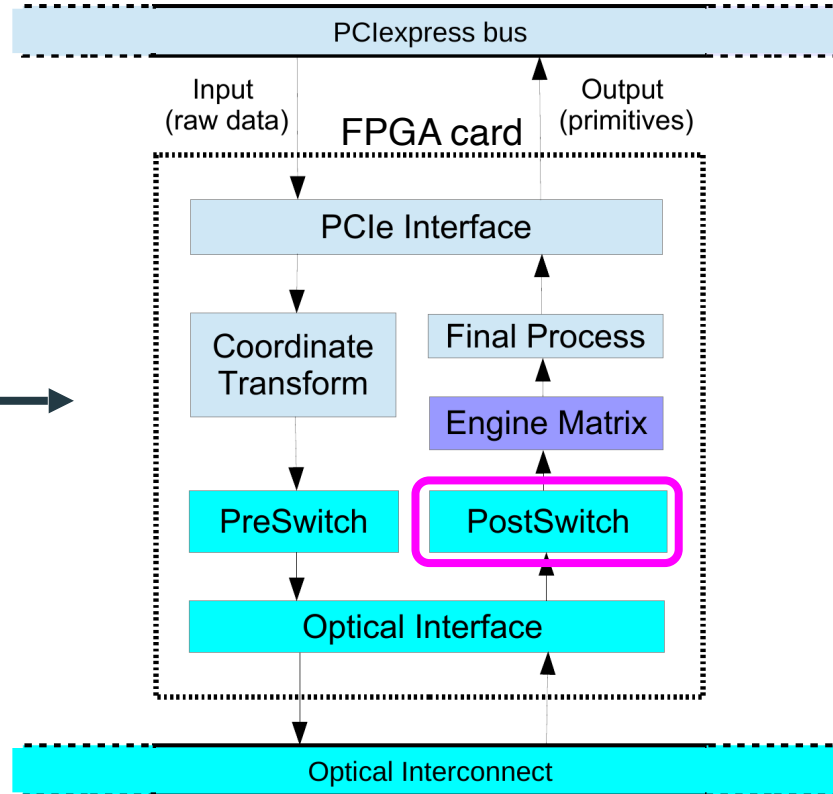 PCIexpress bus
Input
(raw data)
Output
(primitives)
FPGA card
PCIe Interface
Coordinate
Transform
Final Process
Engine Matrix
PreSwitch
PostSwitch
Optical Interface
Optical Interconnect